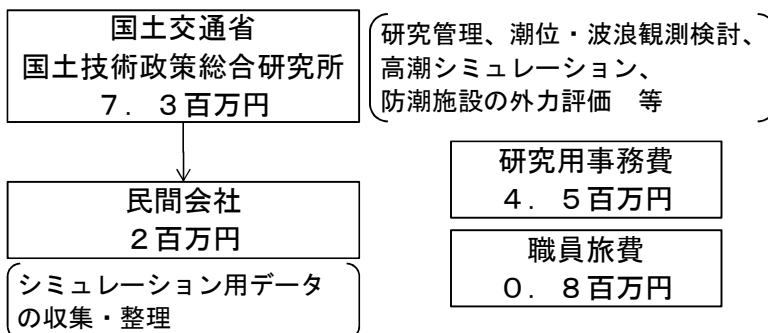 国土交通省
国土技術政策総合研究所
７．３百万円
研究管理、潮位・波浪観測検討、
高潮シミュレーション、
防潮施設の外力評価　等
民間会社
２百万円
シミュレーション用データ
の収集・整理
研究用事務費
４．５百万円
職員旅費
０．８百万円